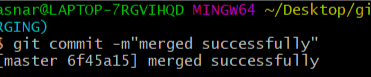 asnar@LAPTOP-7RGVIHQD MINGW64 ~/Desktop/gi
RGING)
$ git commit -m"merged successfully"
[master 6f45a15] merged successfully